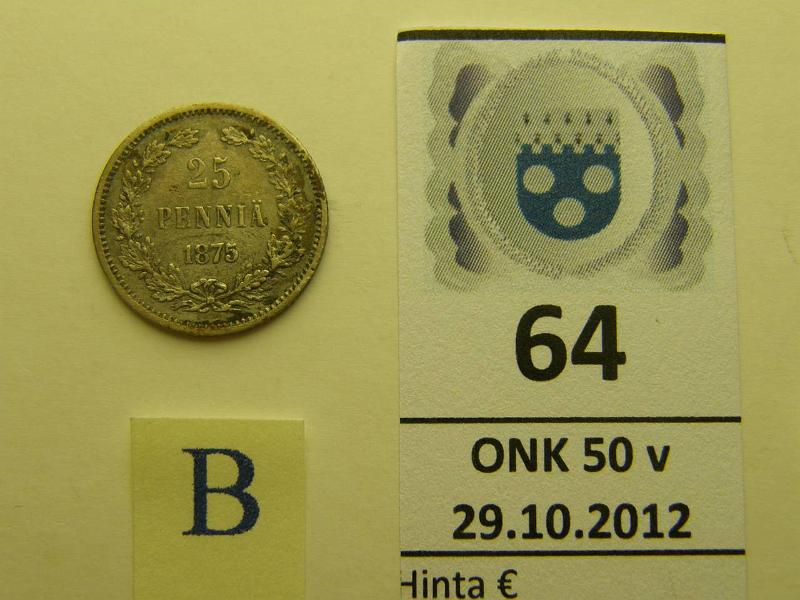 25
PENNIÄ
1875
B
64
ONK 50 v
29.10.2012
Hinta €